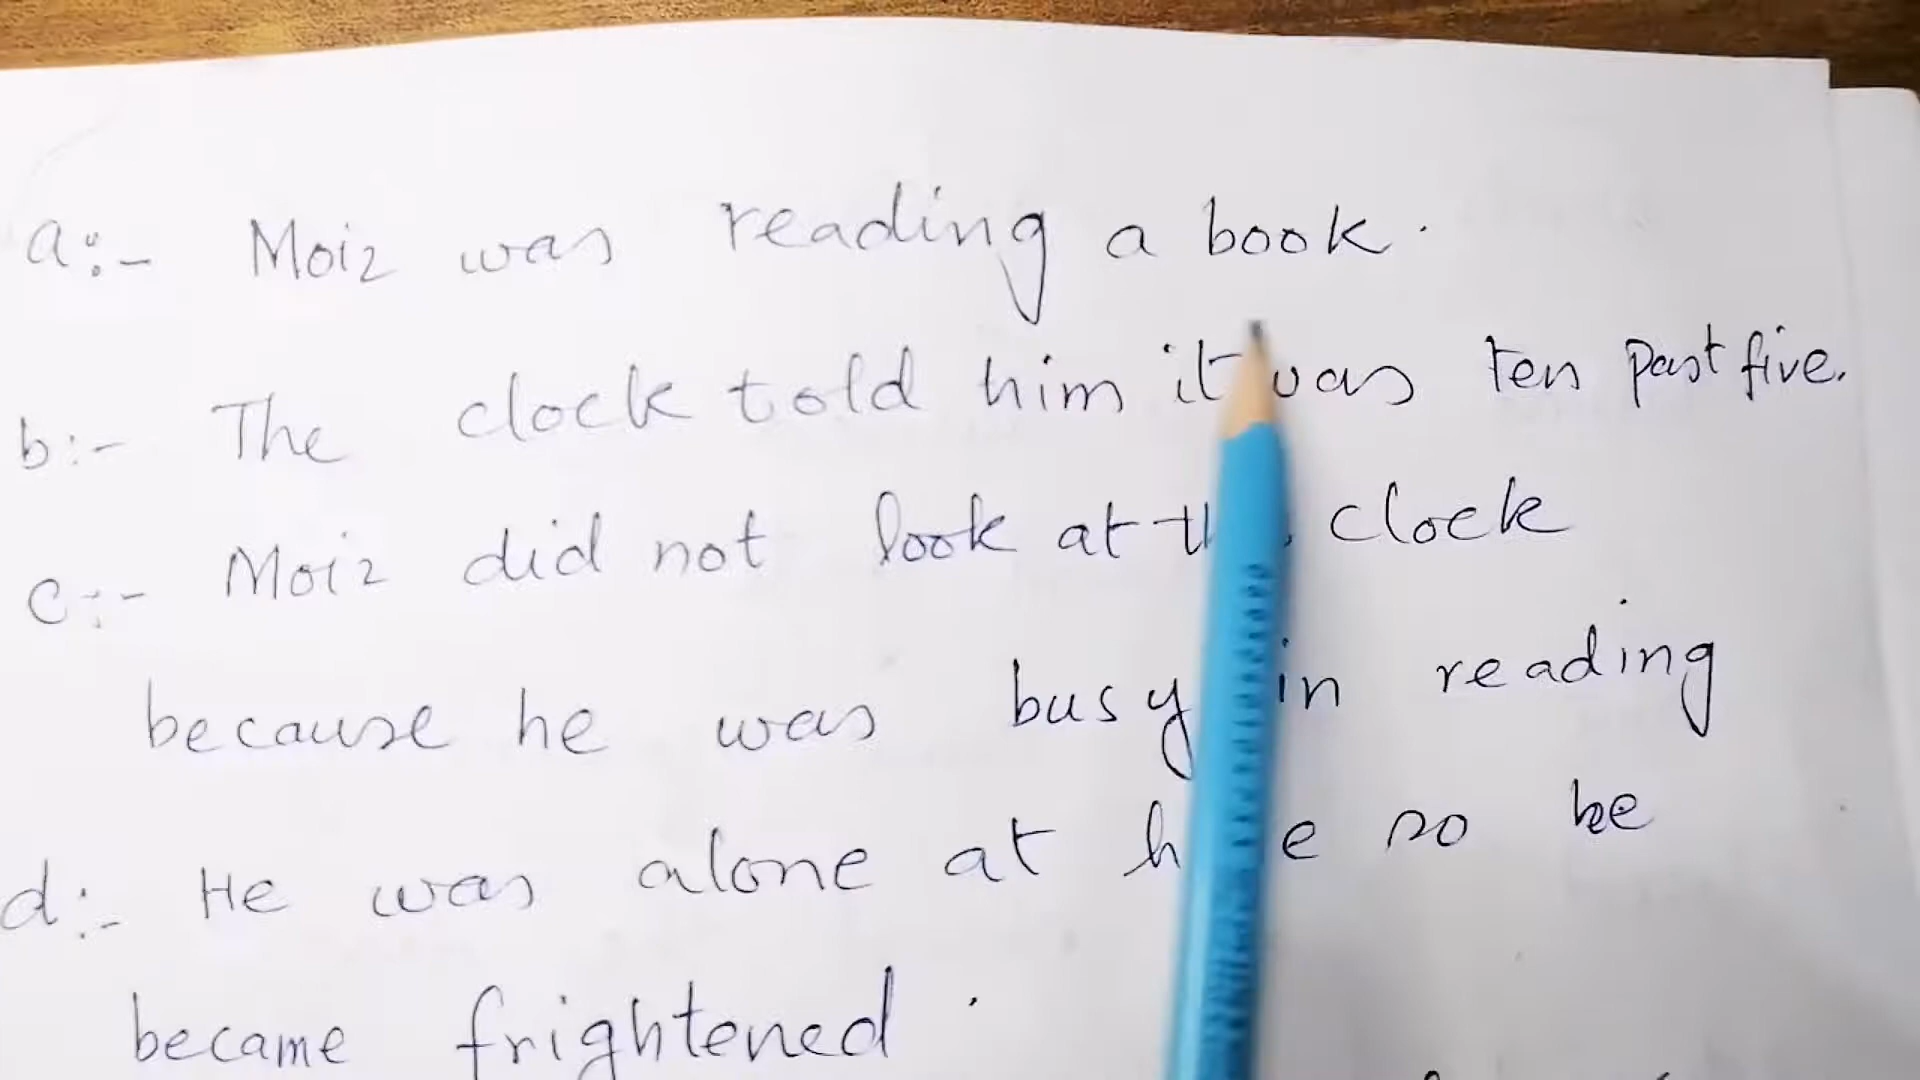 a:- Moiz was reading a book.
b:- The clock told him it was ten past five.
c:- Moiz did not look at the clock
because he was busy in reading
d:- He was alone at so he
became frightened.